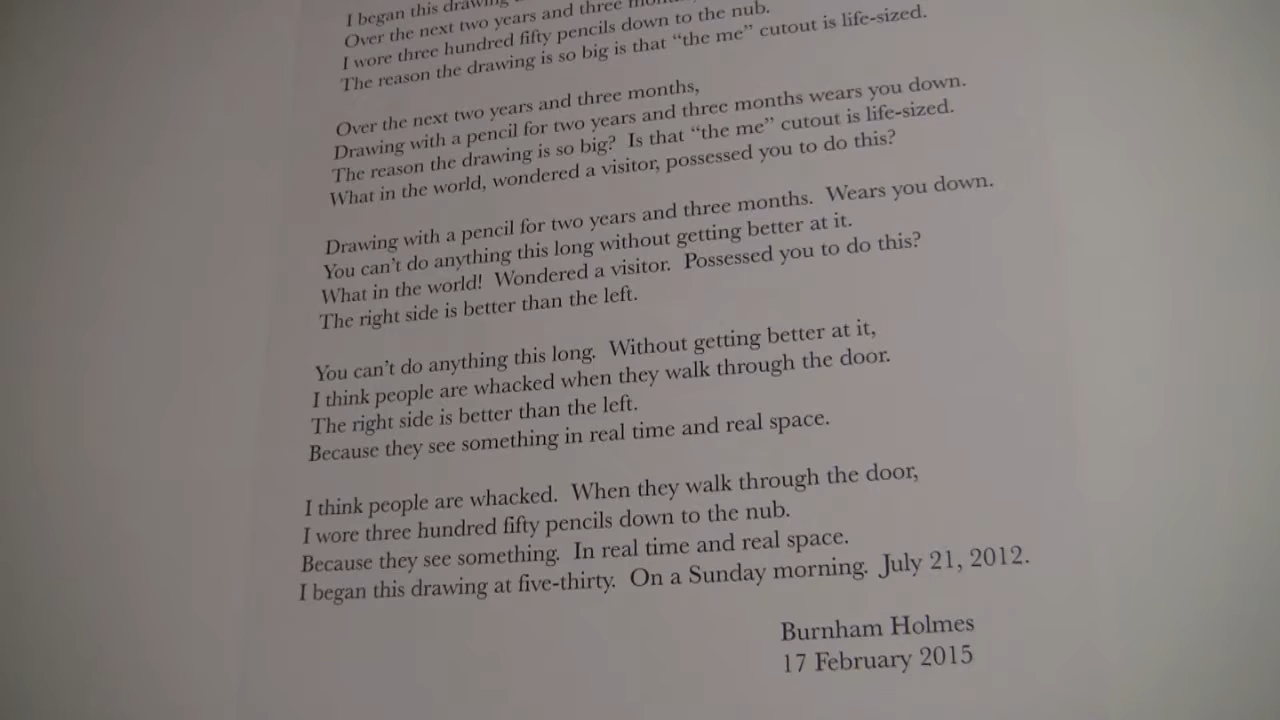 I began this drawing
Over the next two years and three
I wore three hundred fifty pencils down to the nub.
The reason the drawing is so big is that “the me” cutout is life-sized.
Over the next two years and three months,
Drawing with a pencil for two years and three months wears you down.
The reason the drawing is so big? Is that “the me” cutout is life-sized.
What in the world, wondered a visitor, possessed you to do this?
Drawing with a pencil for two years and three months. Wears you down.
You can’t do anything this long without getting better at it.
What in the world! Wondered a visitor. Possessed you to do this?
The right side is better than the left.
You can’t do anything this long. Without getting better at it,
I think people are whacked when they walk through the door.
The right side is better than the left.
Because they see something in real time and real space.
I think people are whacked. When they walk through the door,
I wore three hundred fifty pencils down to the nub.
Because they see something. In real time and real space.
I began this drawing at five-thirty. On a Sunday morning. July 21, 2012.
Burnham Holmes
17 February 2015